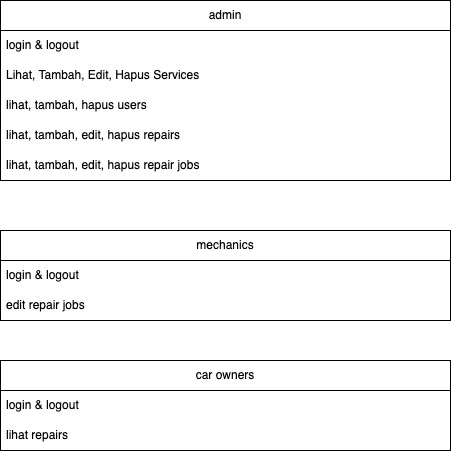 admin
login & logout
Lihat, Tambah, Edit, Hapus Services
lihat, tambah, hapus users
lihat, tambah, edit, hapus repairs
lihat, tambah, edit, hapus repair jobs
mechanics
login & logout
edit repair jobs
car owners
login & logout
lihat repairs